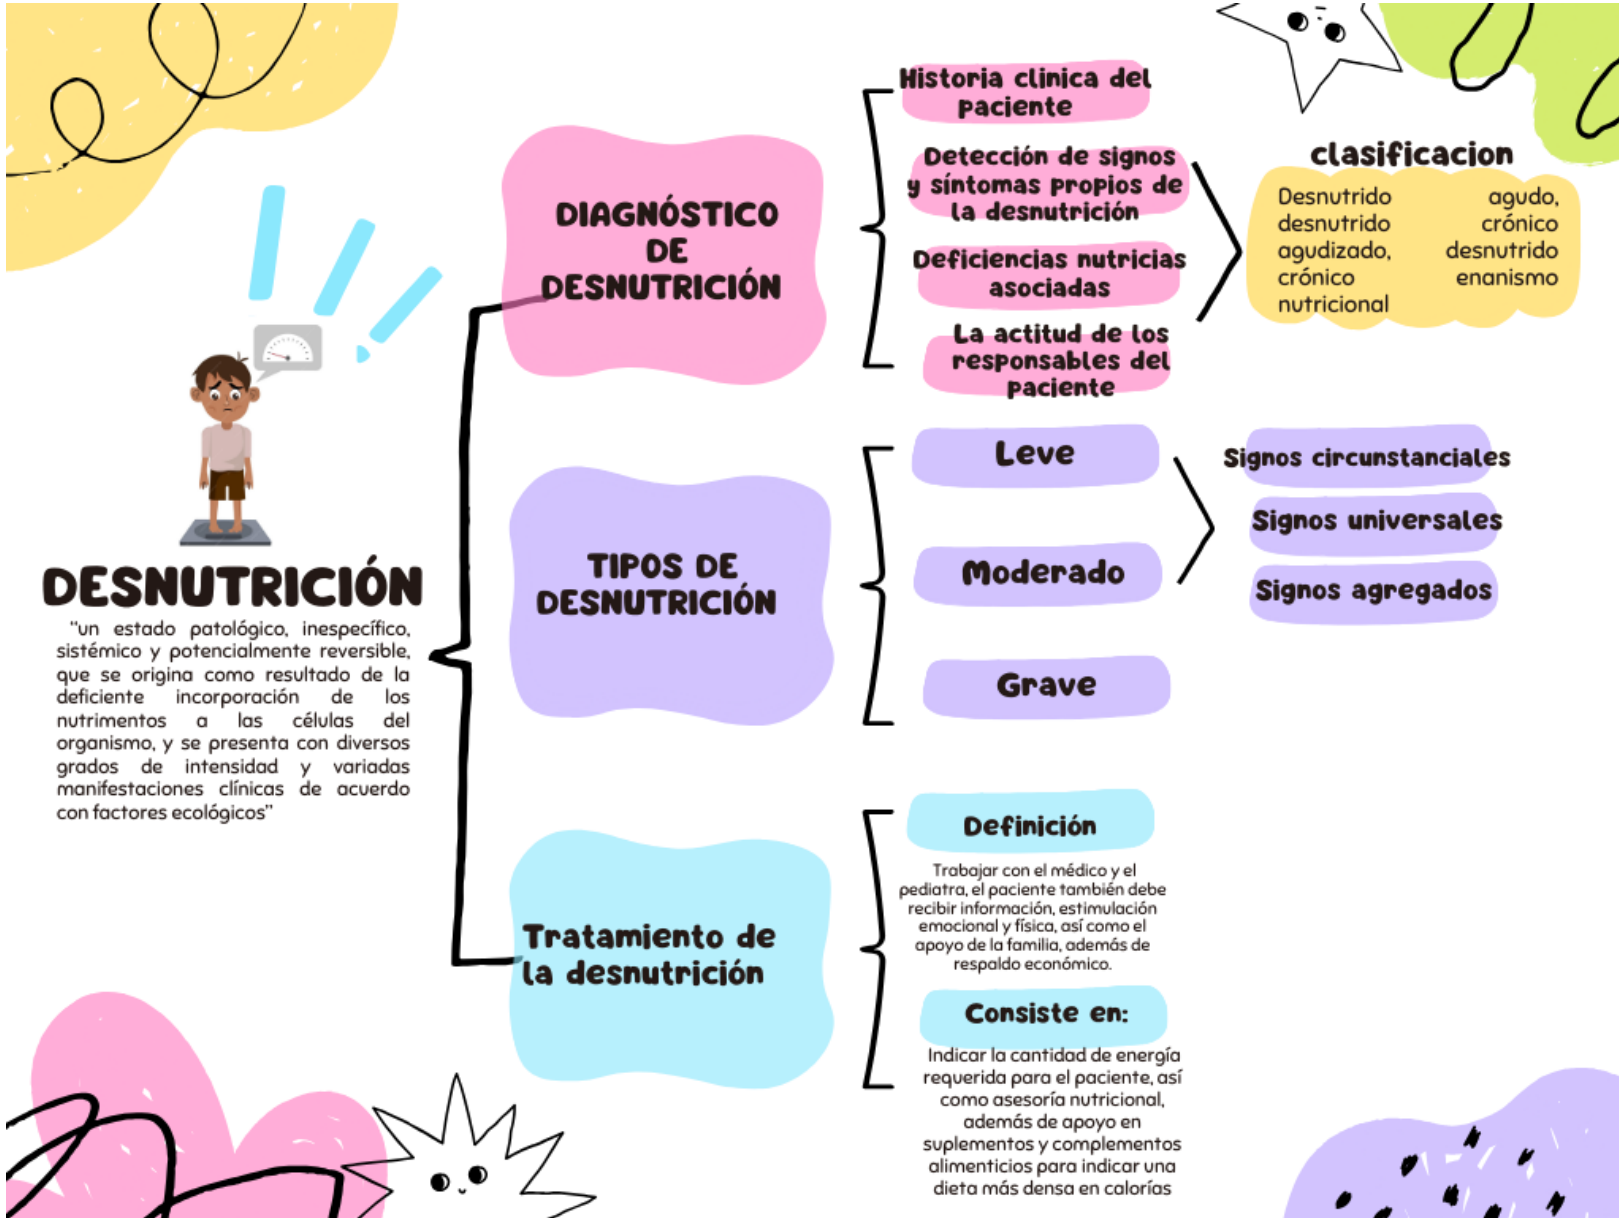 DESNUTRICIÓN
"un estado patológico, inespecífico,
sistémico y potencialmente reversible,
que se origina como resultado de la
deficiente incorporación de los
nutrimentos a las células del
organismo, y se presenta con diversos
grados de intensidad y variadas
manifestaciones clínicas de acuerdo
con factores ecológicos"
DIAGNÓSTICO
DE
DESNUTRICIÓN
Historia clinica del
paciente
Detección de signos
y síntomas propios de
la desnutrición
Deficiencias nutricias
asociadas
La actitud de los
responsables del
paciente
clasificacion
Desnutrido agudo,
desnutrido crónico
agudizado, desnutrido
crónico enanismo
nutricional
TIPOS DE
DESNUTRICIÓN
Leve
Moderado
Grave
Signos circunstanciales
Signos universales
Signos agregados
Tratamiento de
la desnutrición
Definición
Trabajar con el médico y el
pediatra, el paciente también debe
recibir información, estimulación
emocional y física, así como el
apoyo de la familia, además de
respaldo económico.
Consiste en:
Indicar la cantidad de energía
requerida para el paciente, así
como asesoría nutricional,
además de apoyo en
suplementos y complementos
alimenticios para indicar una
dieta más densa en calorías